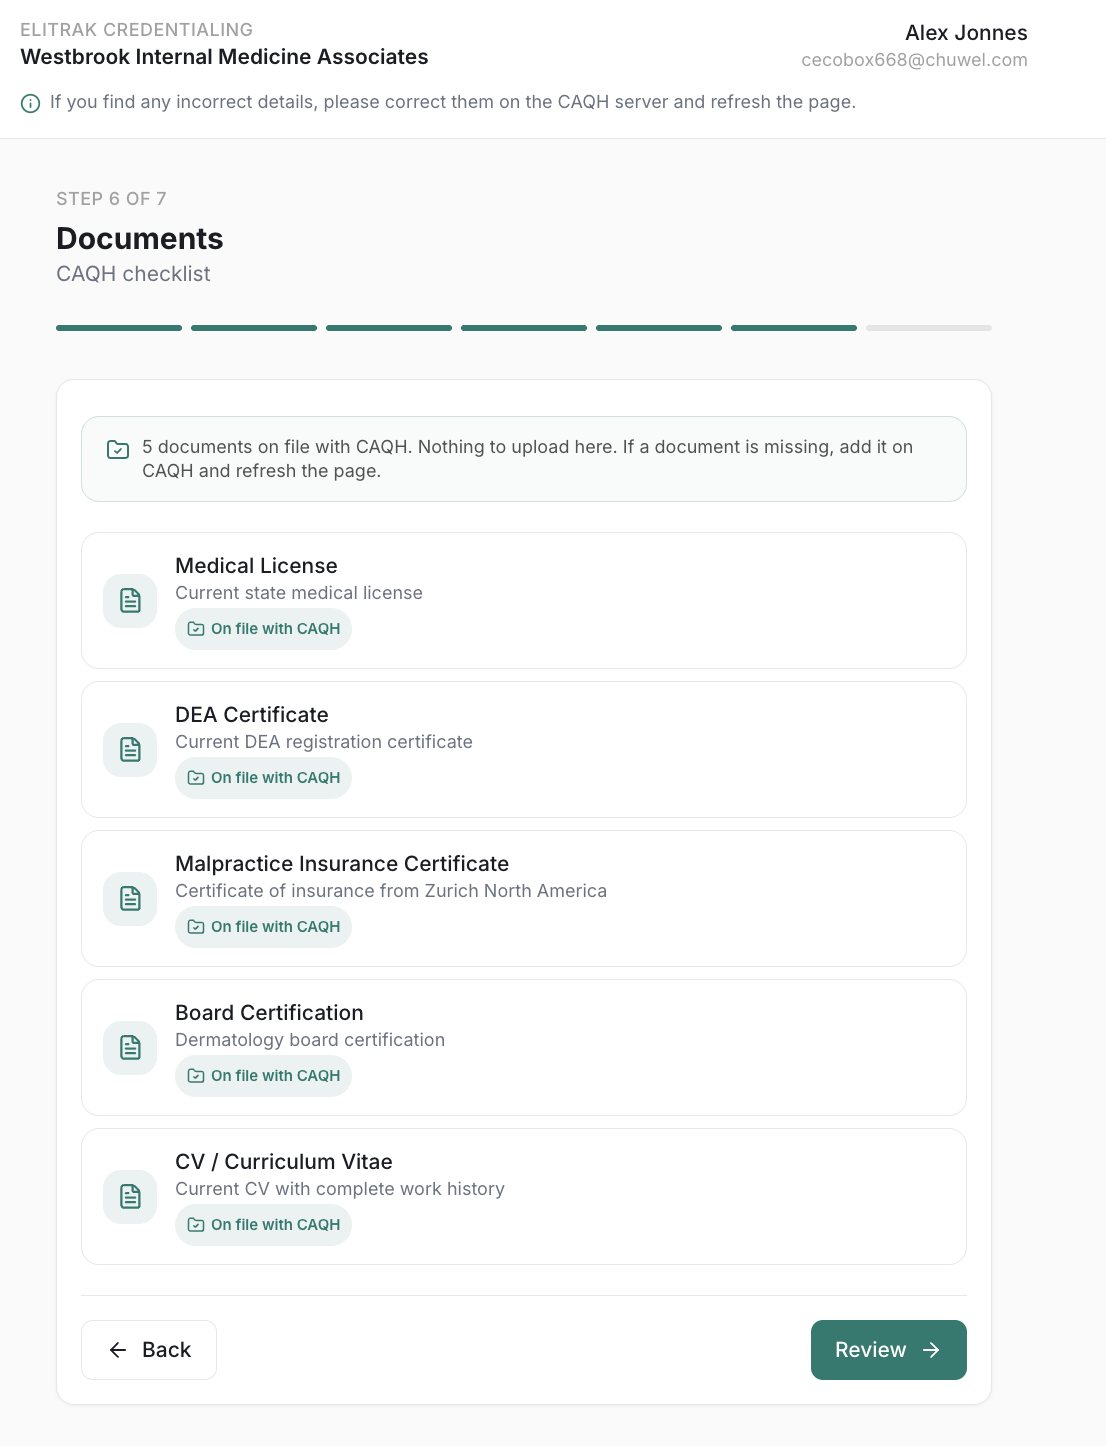 ELITRAK CREDENTIALING
Westbrook Internal Medicine Associates
Alex Jonnes
cecobox668@chuwel.com
If you find any incorrect details, please correct them on the CAQH server and refresh the page.
STEP 6 OF 7
Documents
CAQH checklist
5 documents on file with CAQH. Nothing to upload here. If a document is missing, add it on
CAQH and refresh the page.
Medical License
Current state medical license
On file with CAQH
DEA Certificate
Current DEA registration certificate
On file with CAQH
Malpractice Insurance Certificate
Certificate of insurance from Zurich North America
On file with CAQH
Board Certification
Dermatology board certification
On file with CAQH
CV / Curriculum Vitae
Current CV with complete work history
On file with CAQH
Back
Review